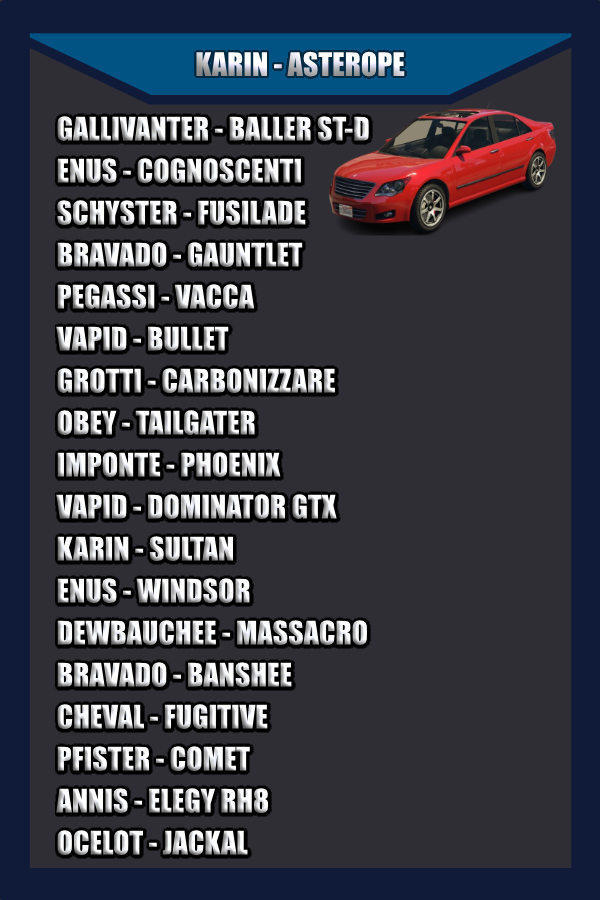 KARIN - ASTEROPE
GALLIVANTER - BALLER ST-D
ENUS - COGNOSCENTI
SCHYSTER - FUSILADE
BRAVADO - GAUNTLET
PEGASSI - VACCA
VAPID - BULLET
GROTTI - CARBONIZZARE
OBEY - TAILGATER
IMPONTE - PHOENIX
VAPID - DOMINATOR GTX
KARIN - SULTAN
ENUS - WINDSOR
DEWBAUCHEE - MASSACRO
BRAVADO - BANSHEE
CHEVAL - FUGITIVE
PFISTER - COMET
ANNIS - ELEGY RH8
OCELOT - JACKAL